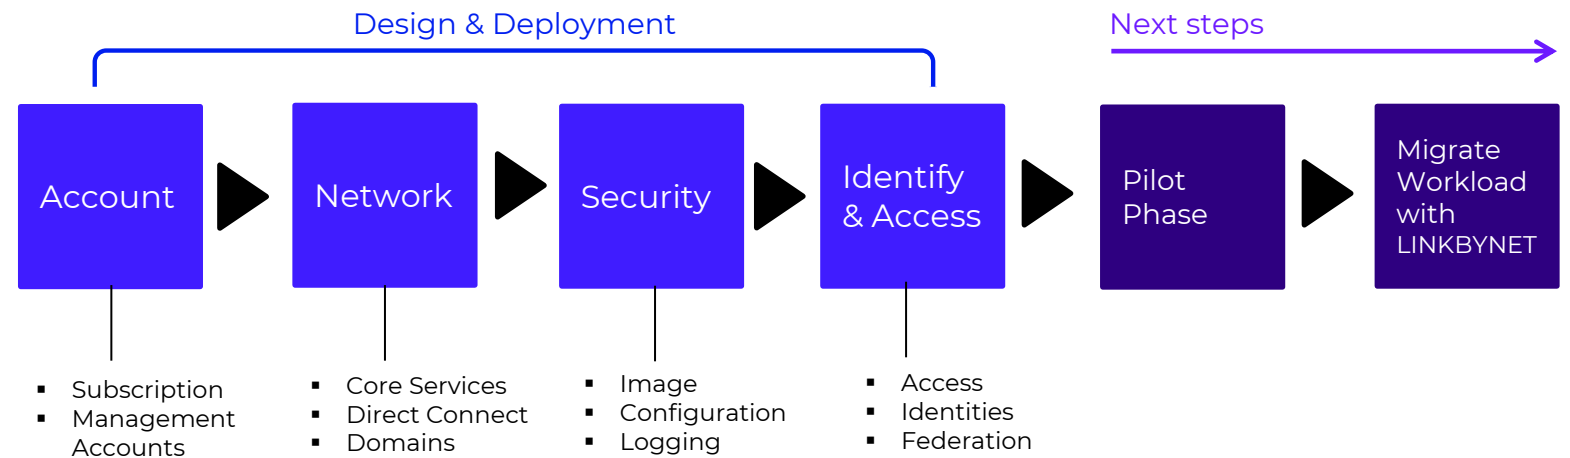 Design & Deployment
Next steps
Account
Network
Security
Identify
& Access
Pilot
Phase
Migrate
Workload
with
LINKBYNET
▪ Subscription
▪ Management
Accounts
▪ Core Services
▪ Direct Connect
▪ Domains
▪ Image
▪ Configuration
▪ Logging
▪ Access
▪ Identities
▪ Federation